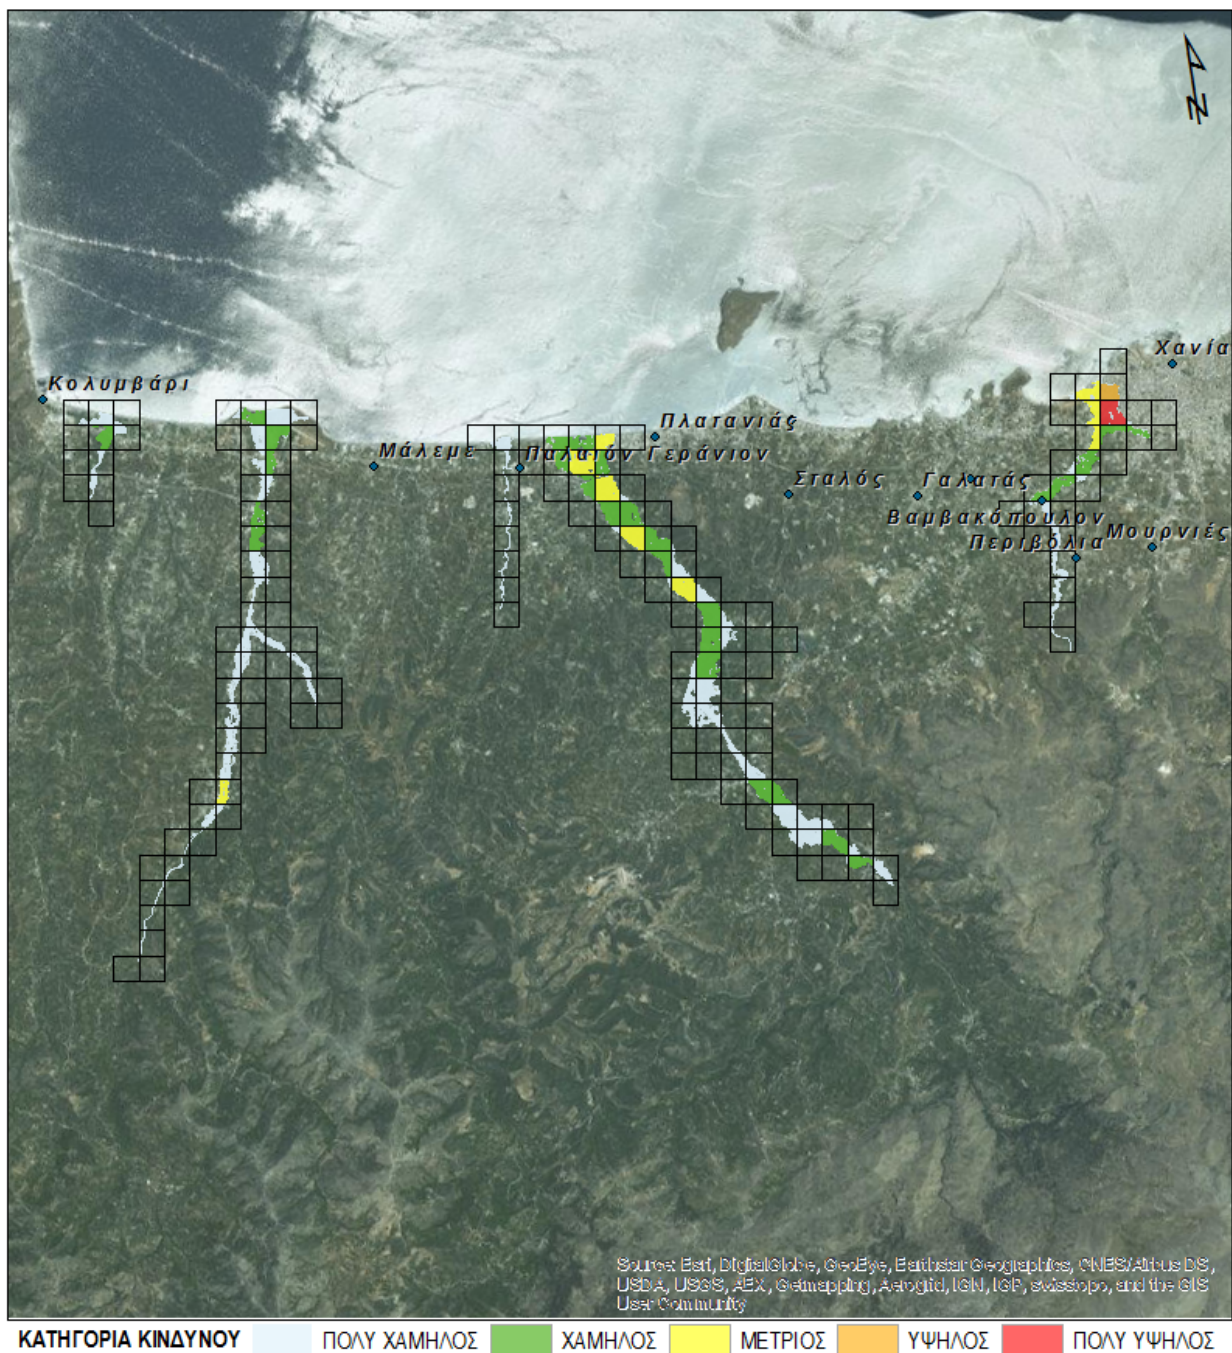 N
Χανία
Κολυμβάρι
Πλατανιάς
Μάλεμε
Παλαιόν Γεράνιον
Σταλός
Γαλατάς
Βαμβακόπουλον
Μουρνιές
Περιβόλια
Source: Esri, DigitalGlobe, GeoEye, Earthstar Geographics, CNES/Airbus DS,
USDA, USGS, AEX, Getmapping, Aerogrid, IGN, IGP, swisstopo, and the GIS
User Community
ΚΑΤΗΓΟΡΙΑ ΚΙΝΔΥΝΟΥ ΠΟΛΥ ΧΑΜΗΛΟΣ ΧΑΜΗΛΟΣ ΜΕΤΡΙΟΣ ΥΨΗΛΟΣ ΠΟΛΥ ΥΨΗΛΟΣ